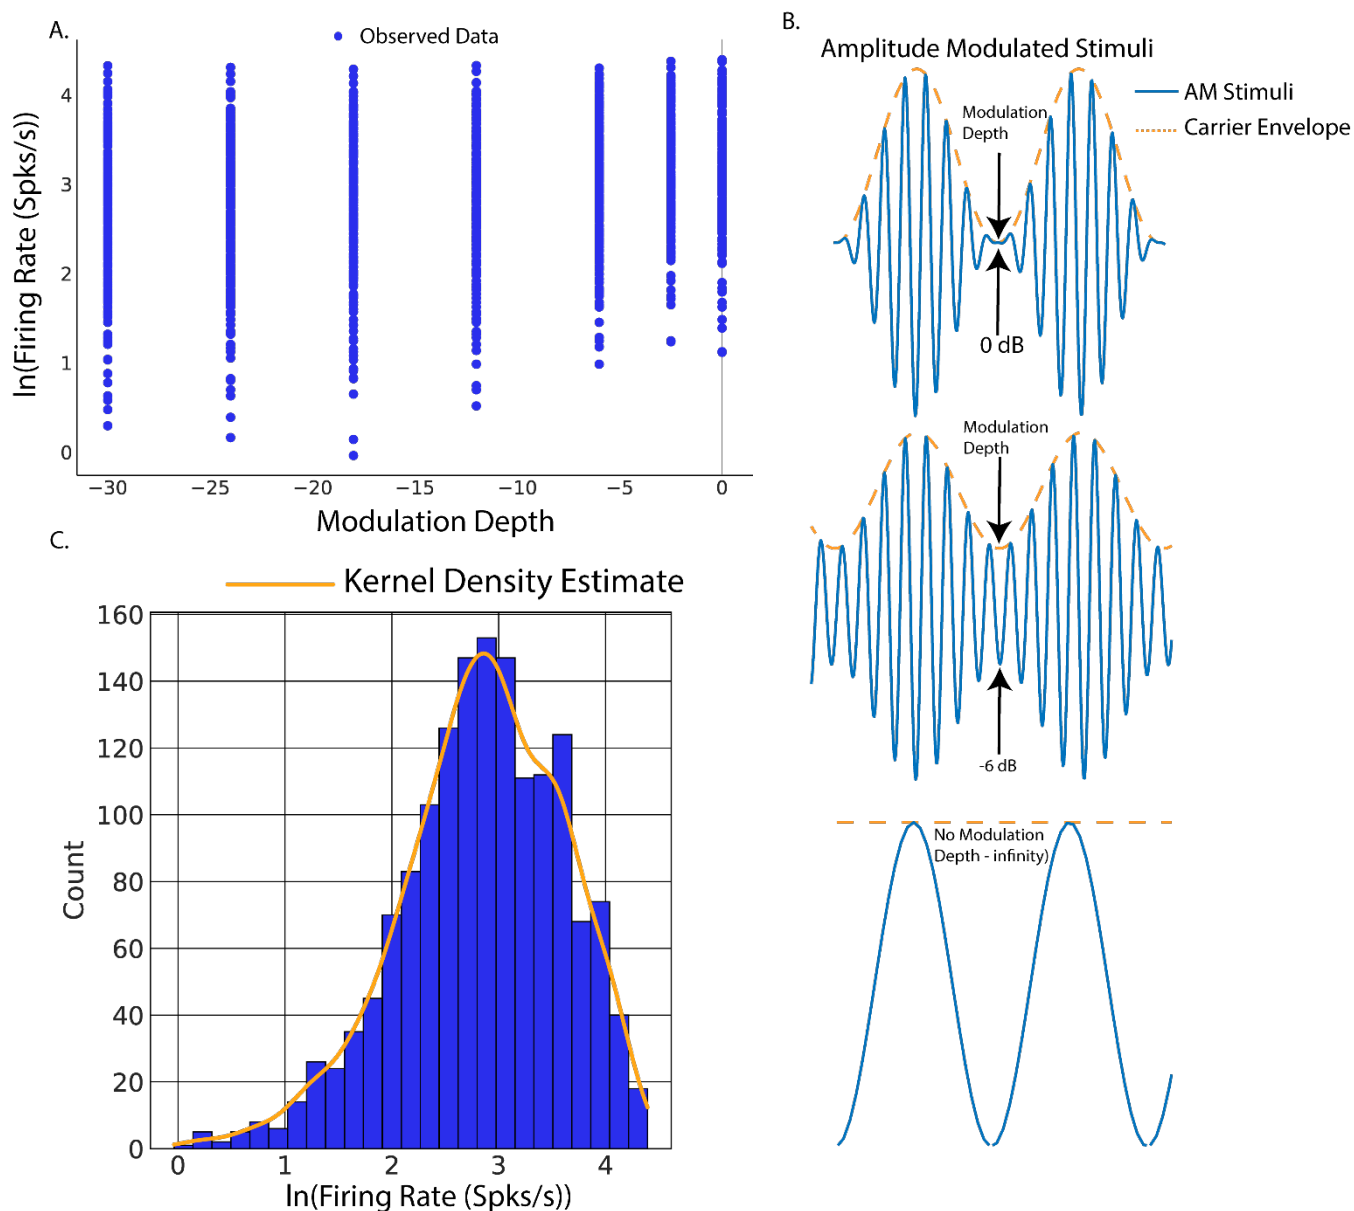 A.
Observed Data
ln(Firing Rate (Spks/s))
4
3
2
1
0
−30 −25 −20 −15 −10 −5 0
Modulation Depth
B.
Amplitude Modulated Stimuli
AM Stimuli
Carrier Envelope
Modulation
Depth
0 dB
Modulation
Depth
-6 dB
No Modulation
Depth - infinity)
C.
Kernel Density Estimate
Count
160
140
120
100
80
60
40
20
0
0 1 2 3 4
ln(Firing Rate (Spks/s))